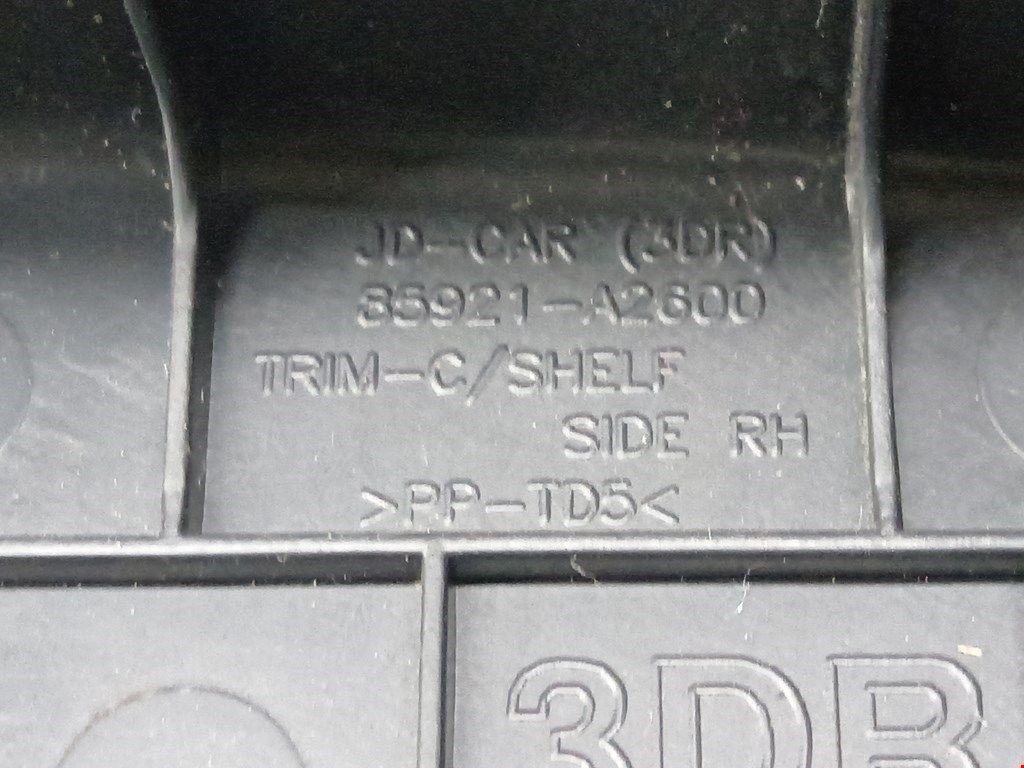 JD-CAR (3DR)
85921-A2600
TRIM-C/SHELF
SIDE RH
>PP-TD5<
3DR